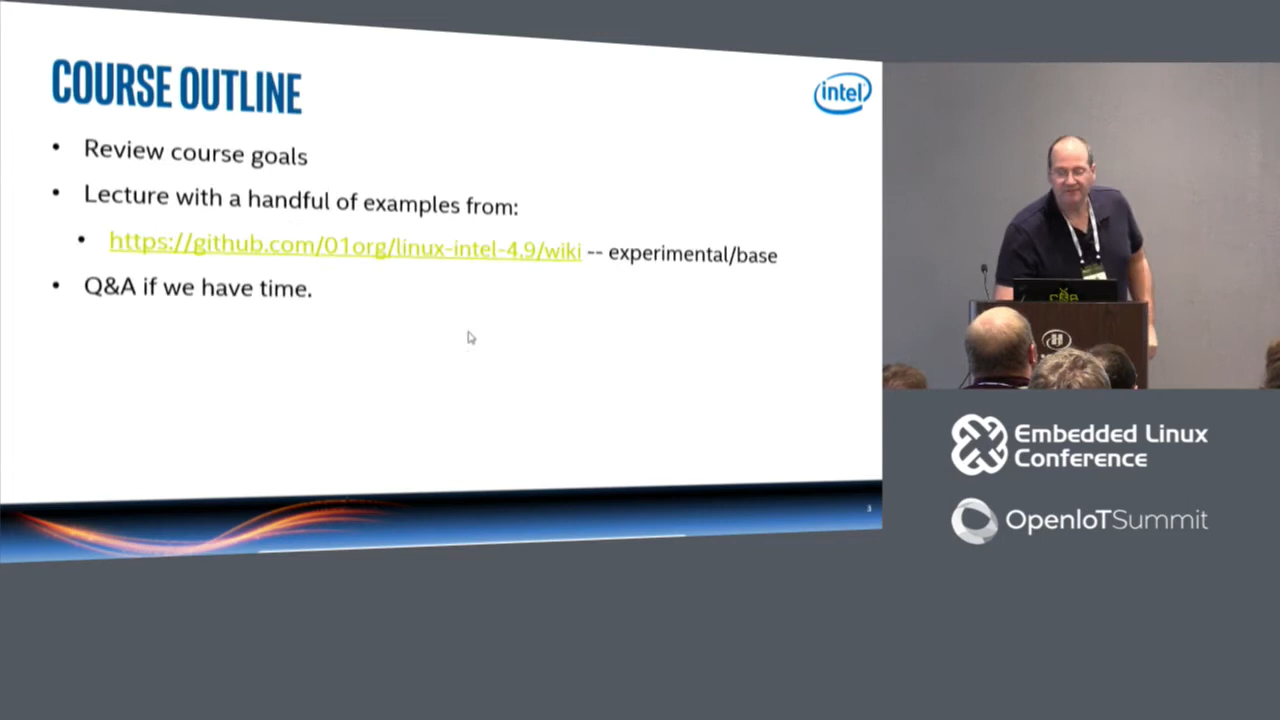 COURSE OUTLINE
intel
• Review course goals
• Lecture with a handful of examples from:
• https://github.com/01org/linux-intel-4.9/wiki -- experimental/base
• Q&A if we have time.
3
Embedded Linux
Conference
OpenIoTSummit